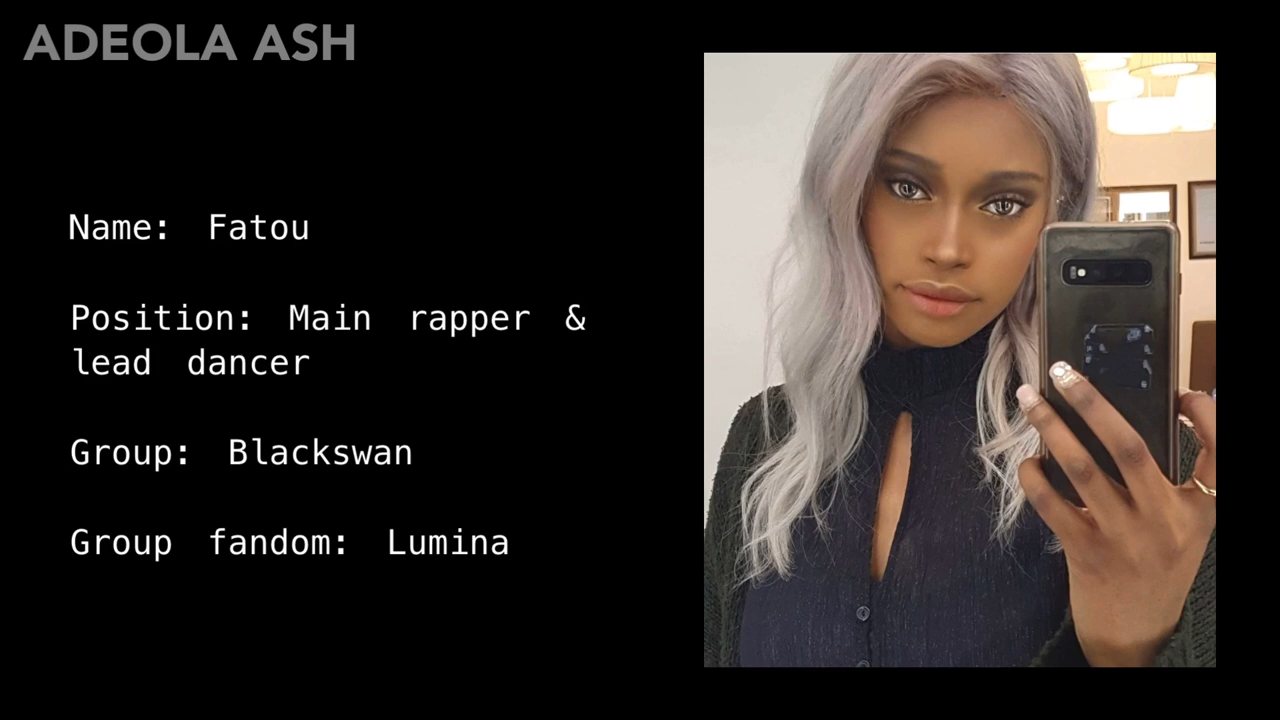 ADEOLA ASH
Name: Fatou
Position: Main rapper &
lead dancer
Group: Blackswan
Group fandom: Lumina